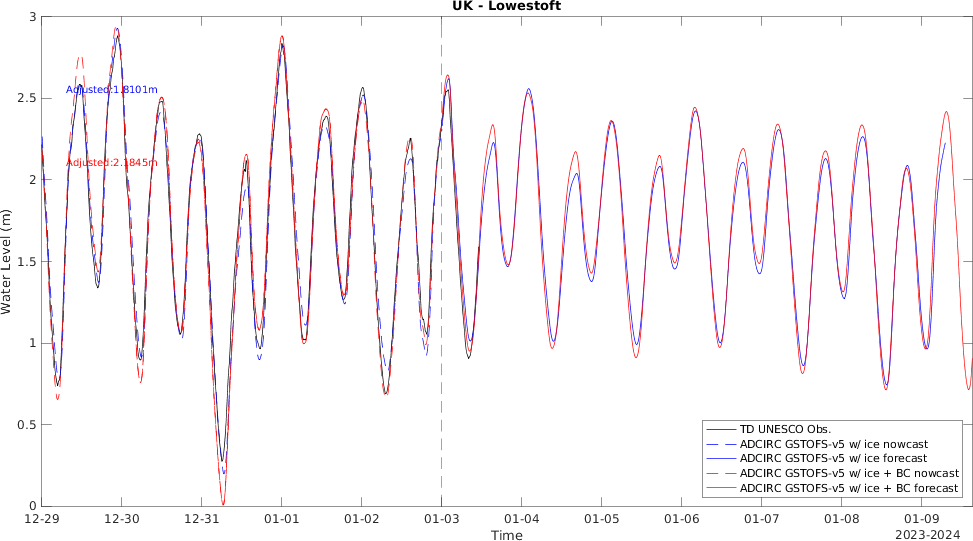 UK - Lowestoft
3
2.5
2
1.5
1
0.5
0
Water Level (m)
Adjusted:1.8101m
Adjusted:2.1845m
TD UNESCO Obs.
ADCIRC GSTOFS-v5 w/ ice nowcast
ADCIRC GSTOFS-v5 w/ ice forecast
ADCIRC GSTOFS-v5 w/ ice + BC nowcast
ADCIRC GSTOFS-v5 w/ ice + BC forecast
12-29 12-30 12-31 01-01 01-02 01-03 01-04 01-05 01-06 01-07 01-08 01-09
Time
2023-2024